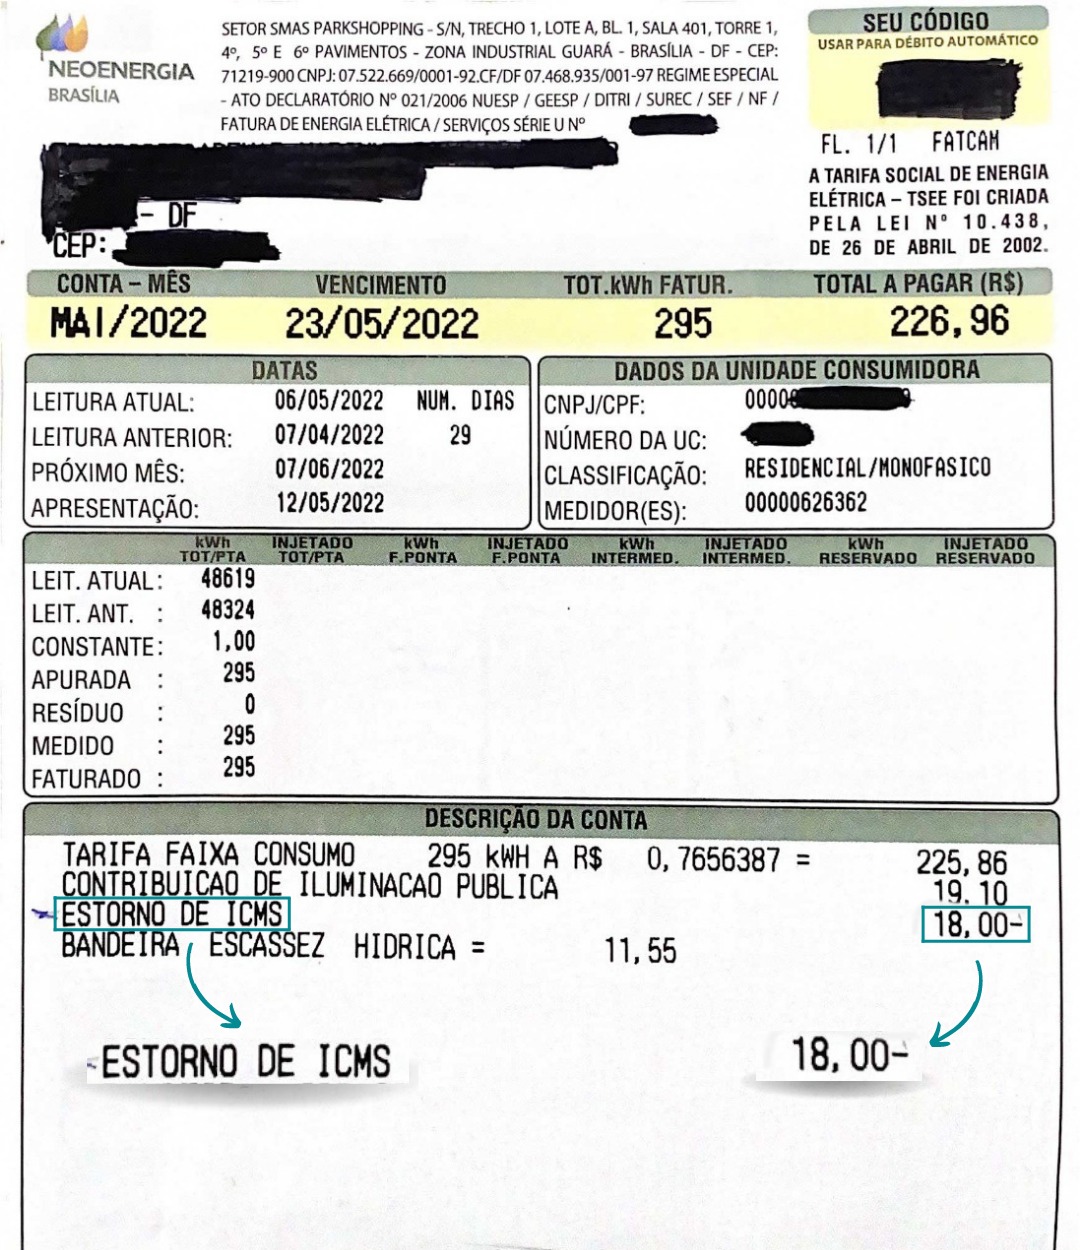 NEOENERGIA
BRASÍLIA
SETOR SMAS PARKSHOPPING - S/N, TRECHO 1, LOTE A, BL. 1, SALA 401, TORRE 1,
4º, 5º E 6º PAVIMENTOS - ZONA INDUSTRIAL GUARÁ - BRASÍLIA - DF - CEP:
71219-900 CNPJ: 07.522.669/0001-92.CF/DF 07.468.935/001-97 REGIME ESPECIAL
- ATO DECLARATÓRIO Nº 021/2006 NUESP / GEESP / DITRI / SUREC / SEF / NF /
FATURA DE ENERGIA ELÉTRICA / SERVIÇOS SÉRIE U Nº
SEU CÓDIGO
USAR PARA DÉBITO AUTOMÁTICO
FL. 1/1 FATCAM
A TARIFA SOCIAL DE ENERGIA
ELÉTRICA – TSEE FOI CRIADA
PELA LEI Nº 10.438,
DE 26 DE ABRIL DE 2002.
- DF
CEP:
CONTA – MÊS VENCIMENTO TOT.kWh FATUR. TOTAL A PAGAR (R$)
MAI/2022 23/05/2022 295 226,96
DATAS
LEITURA ATUAL: 06/05/2022 NUM. DIAS
LEITURA ANTERIOR: 07/04/2022 29
PRÓXIMO MÊS: 07/06/2022
APRESENTAÇÃO: 12/05/2022
DADOS DA UNIDADE CONSUMIDORA
CNPJ/CPF: 0000
NÚMERO DA UC:
CLASSIFICAÇÃO: RESIDENCIAL/MONOFASICO
MEDIDOR(ES): 00000626362
kWh INJETADO kWh INJETADO kWh INJETADO kWh INJETADO
TOT/PTA TOT/PTA F.PONTA F.PONTA INTERMED. INTERMED. RESERVADO RESERVADO
LEIT. ATUAL: 48619
LEIT. ANT. : 48324
CONSTANTE: 1,00
APURADA : 295
RESÍDUO : 0
MEDIDO : 295
FATURADO : 295
DESCRIÇÃO DA CONTA
TARIFA FAIXA CONSUMO 295 kWH A R$ 0,7656387 = 225,86
CONTRIBUICAO DE ILUMINACAO PUBLICA 19,10
ESTORNO DE ICMS 18,00-
BANDEIRA ESCASSEZ HIDRICA = 11,55
ESTORNO DE ICMS 18,00-